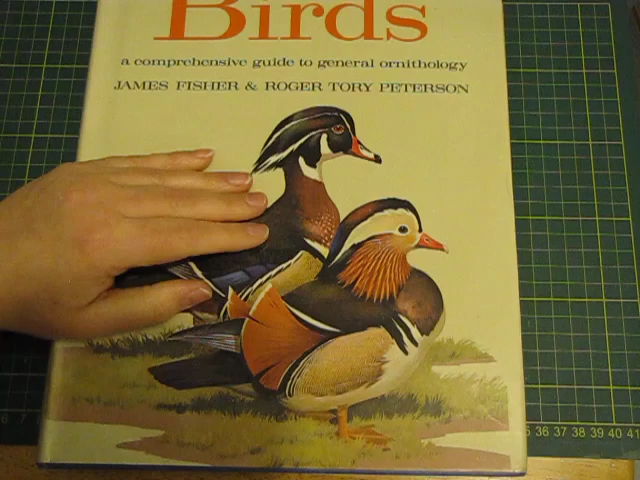 Birds
a comprehensive guide to general ornithology
JAMES FISHER & ROGER TORY PETERSON
36 37 38 39 40 41